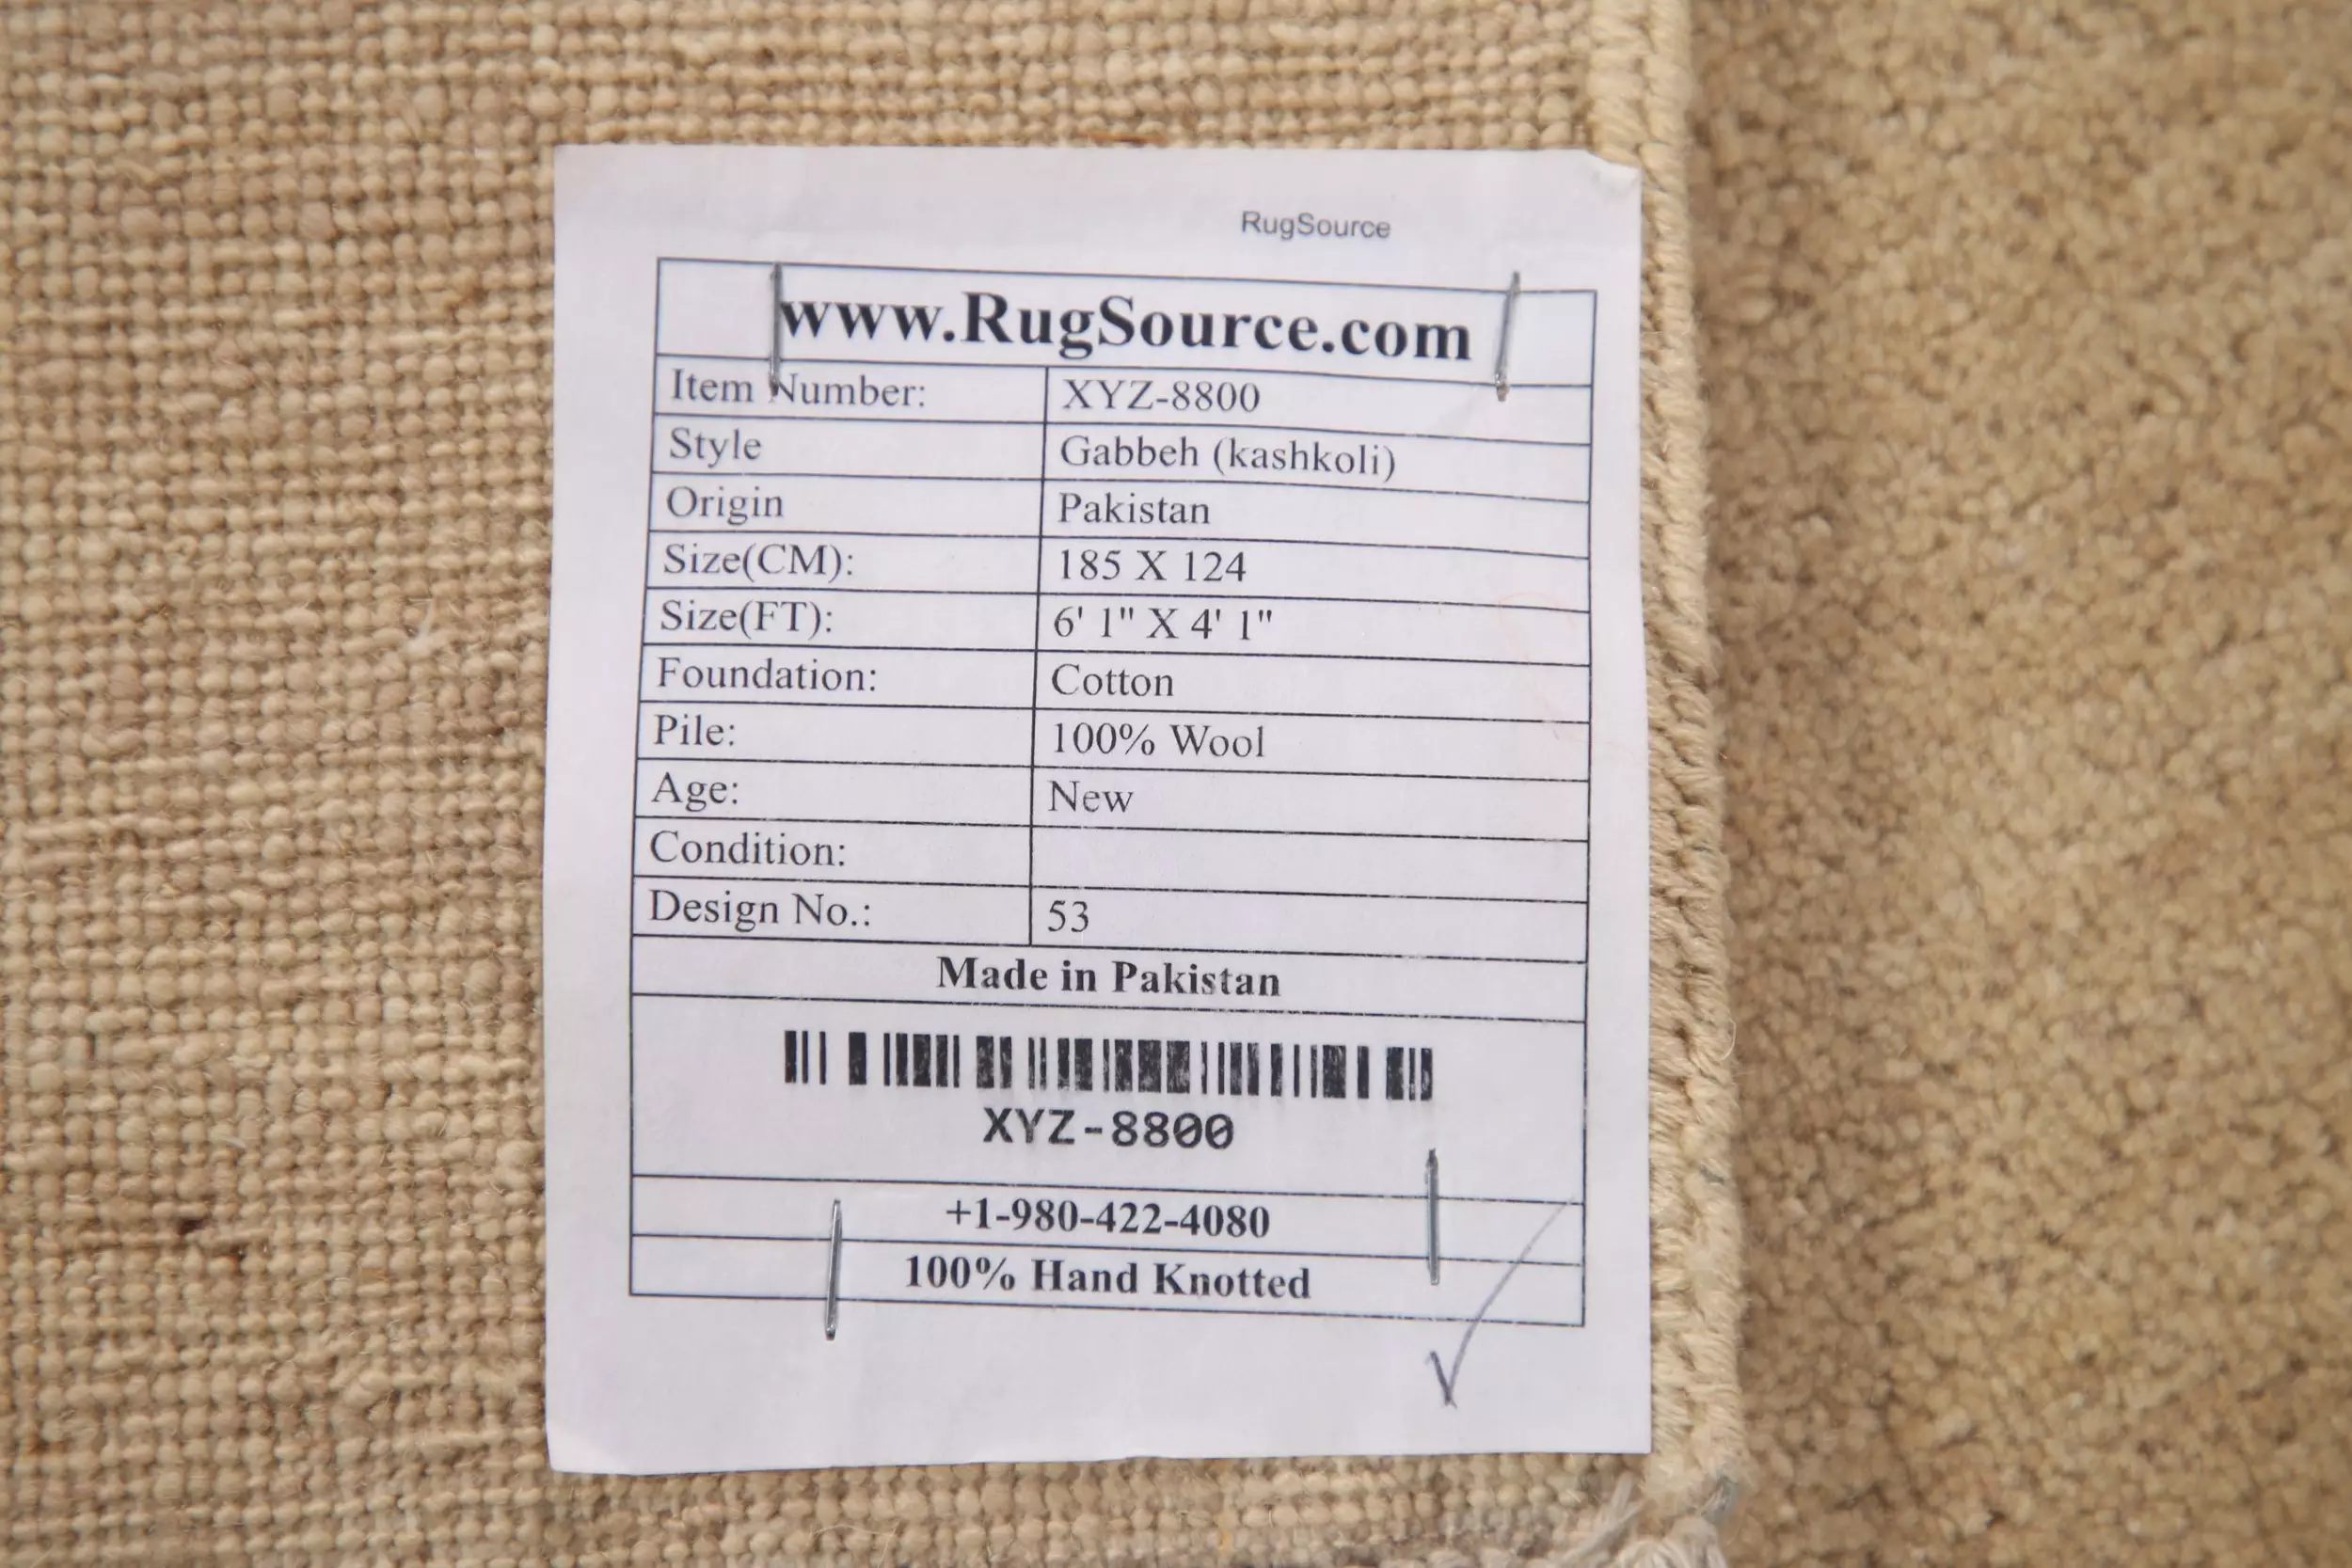 RugSource
www.RugSource.com
Item Number: XYZ-8800
Style Gabbeh (kashkoli)
Origin Pakistan
Size(CM): 185 X 124
Size(FT): 6' 1" X 4' 1"
Foundation: Cotton
Pile: 100% Wool
Age: New
Condition:
Design No.: 53
Made in Pakistan
XYZ-8800
+1-980-422-4080
100% Hand Knotted